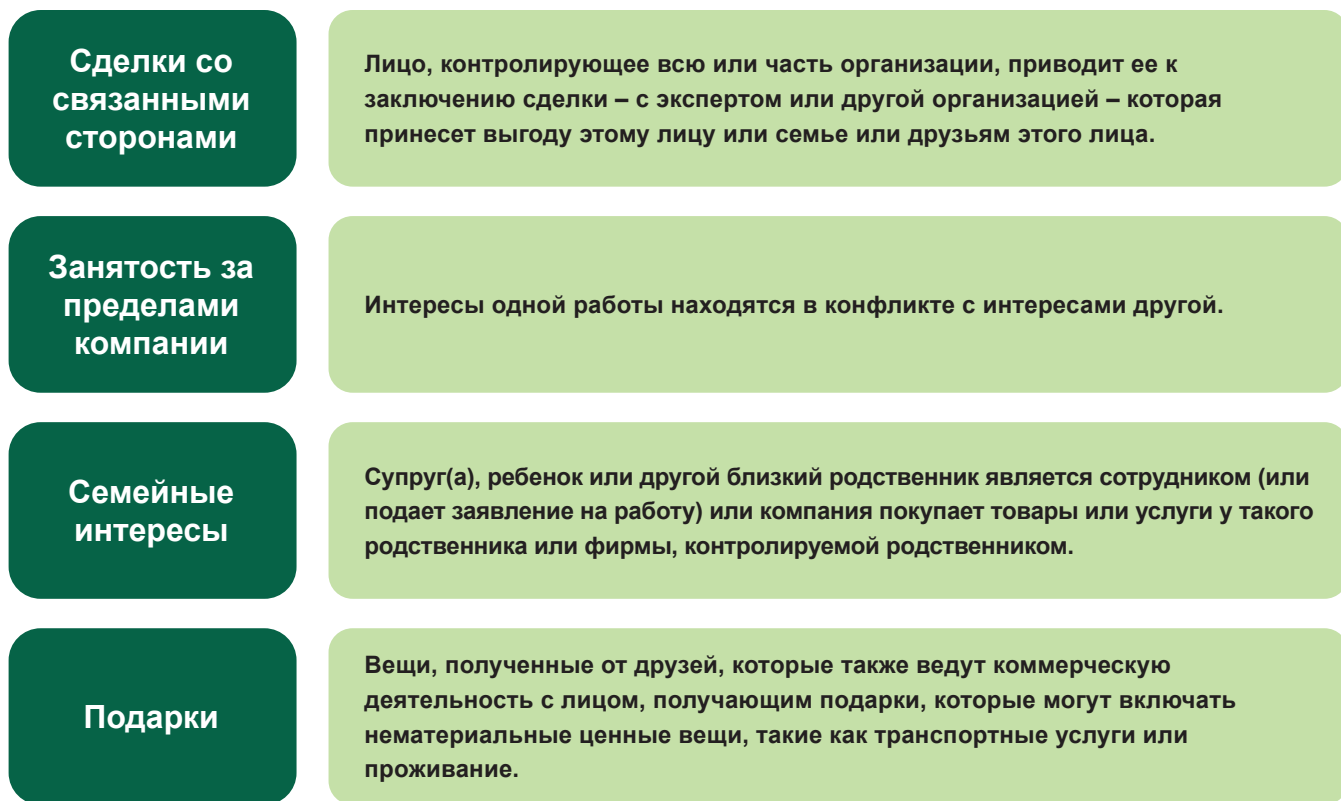 Сделки со
связанными
сторонами
Лицо, контролирующее всю или часть организации, приводит ее к
заключению сделки – с экспертом или другой организацией – которая
принесет выгоду этому лицу или семье или друзьям этого лица.
Занятость за
пределами
компании
Интересы одной работы находятся в конфликте с интересами другой.
Семейные
интересы
Супруг(а), ребенок или другой близкий родственник является сотрудником (или
подает заявление на работу) или компания покупает товары или услуги у такого
родственника или фирмы, контролируемой родственником.
Подарки
Вещи, полученные от друзей, которые также ведут коммерческую
деятельность с лицом, получающим подарки, которые могут включать
нематериальные ценные вещи, такие как транспортные услуги или
проживание.